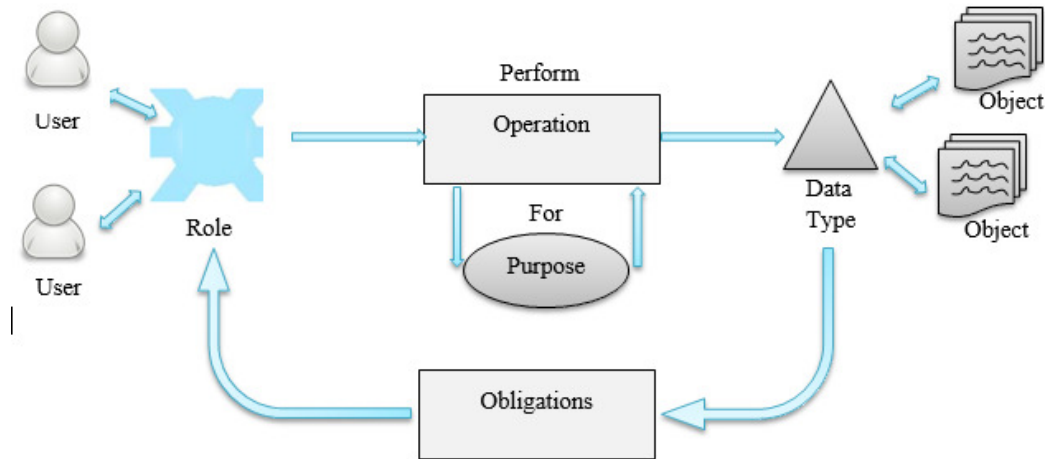 Perform
Operation
User
Object
Role
For
Purpose
Data
Type
Object
User
Obligations